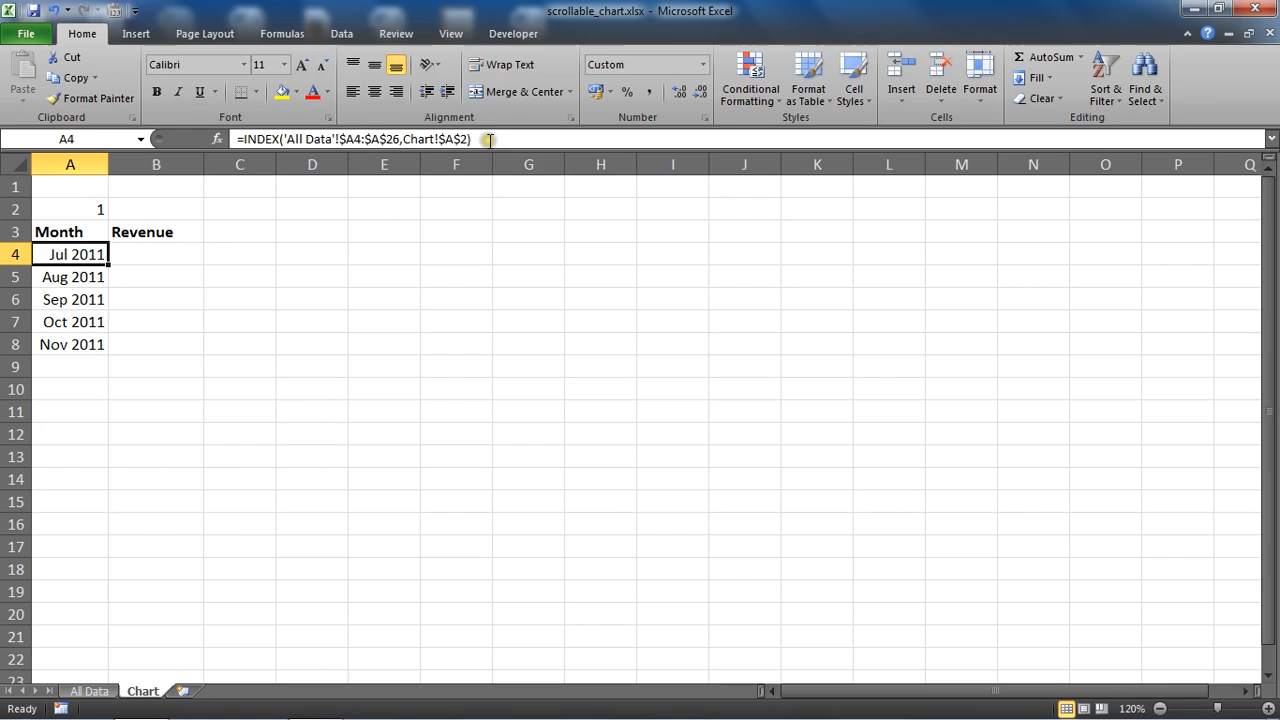 scrollable_chart.xlsx - Microsoft Excel
File Home Insert Page Layout Formulas Data Review View Developer
Paste
Cut
Copy
Format Painter
Clipboard
Calibri 11
B I U
Font
Wrap Text
Merge & Center
Alignment
Custom
Number
Conditional Formatting
Format as Table
Cell Styles
Styles
Insert
Delete
Format
Cells
AutoSum
Fill
Clear
Sort & Filter
Find & Select
Editing
A4 fx =INDEX('All Data'!$A4:$A$26,Chart!$A$2)
A B C D E F G H I J K L M N O P Q
1
2 1
3 Month Revenue
4 Jul 2011
5 Aug 2011
6 Sep 2011
7 Oct 2011
8 Nov 2011
9
10
11
12
13
14
15
16
17
18
19
20
21
22
23
All Data Chart
Ready 120%